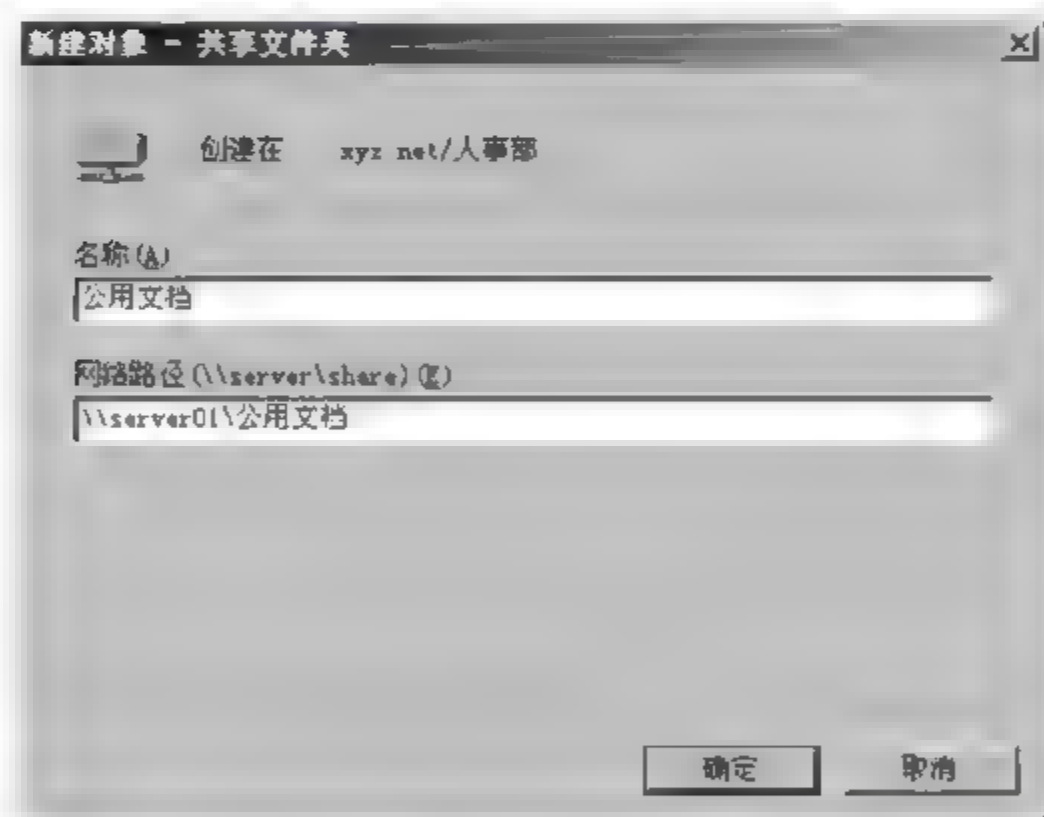 新建对象 - 共享文件夹
创建在 xyz net/人事部
名称(A)
公用文档
网络路径(\\server\share)(E)
\\server01\公用文档
确定
取消